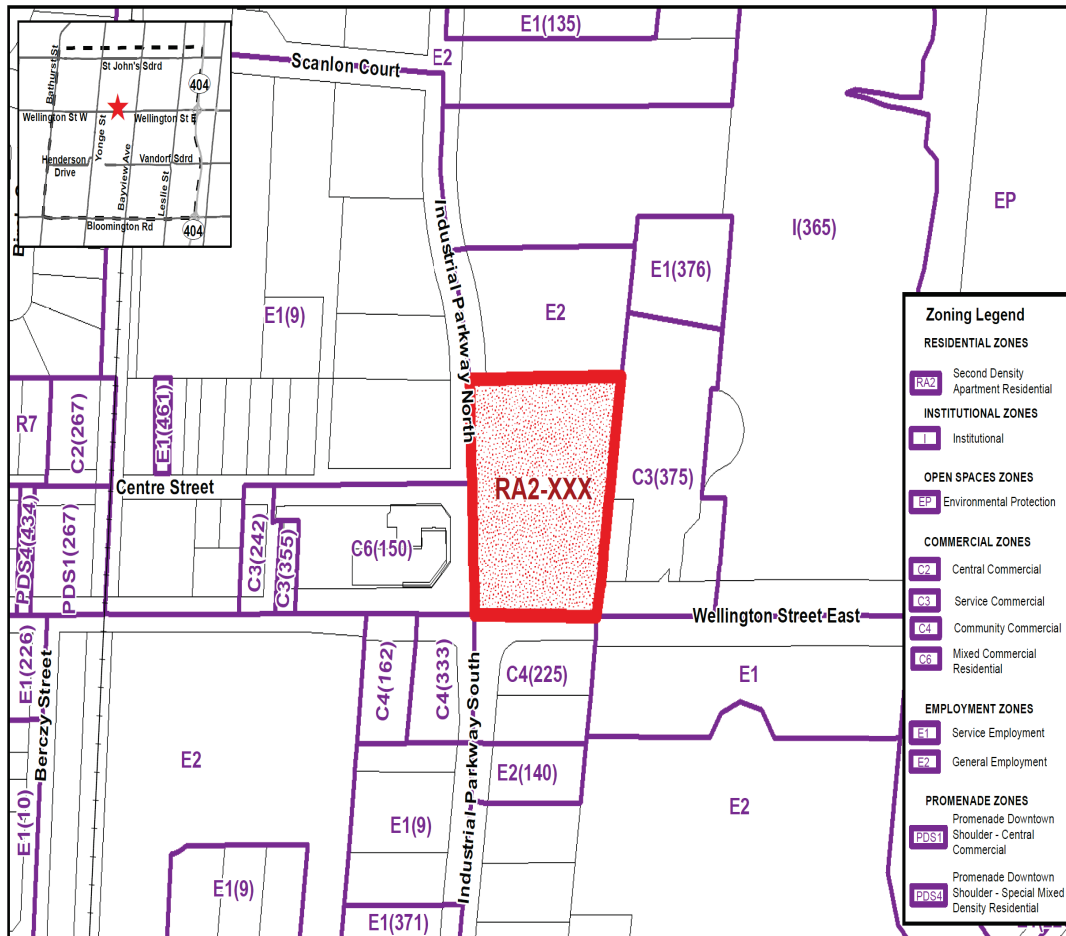 E1(135)
E2
Scanlon Court
Bathurst St
St John's Sdrd
404
Wellington St W
Wellington St E
Yonge St
Henderson
Drive
Vandorf Sdrd
Bayview Ave
Leslie St
Bloomington Rd
404
EP
I(365)
Industrial Parkway North
E1(376)
E1(9)
E2
R7
C2(267)
E1(461)
Centre Street
RA2-XXX
C3(375)
PDS4(434)
PDS1(267)
C3(242)
C3(355)
C6(150)
Wellington Street East
E1(226)
Berczy Street
C4(162)
C4(333)
Industrial Parkway South
C4(225)
E1
E2
E2(140)
E2
E1(10)
E1(9)
E1(9)
E1(371)
Zoning Legend
RESIDENTIAL ZONES
RA2
Second Density
Apartment Residential
INSTITUTIONAL ZONES
I
Institutional
OPEN SPACES ZONES
EP
Environmental Protection
COMMERCIAL ZONES
C2
Central Commercial
C3
Service Commercial
C4
Community Commercial
C6
Mixed Commercial
Residential
EMPLOYMENT ZONES
E1
Service Employment
E2
General Employment
PROMENADE ZONES
PDS1
Promenade Downtown
Shoulder - Central
Commercial
PDS4
Promenade Downtown
Shoulder - Special Mixed
Density Residential